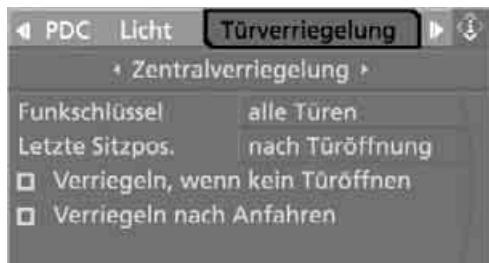 PDC Licht Türverriegelung
Zentralverriegelung
Funkschlüssel alle Türen
Letzte Sitzpos. nach Türöffnung
Verriegeln, wenn kein Türöffnen
Verriegeln nach Anfahren